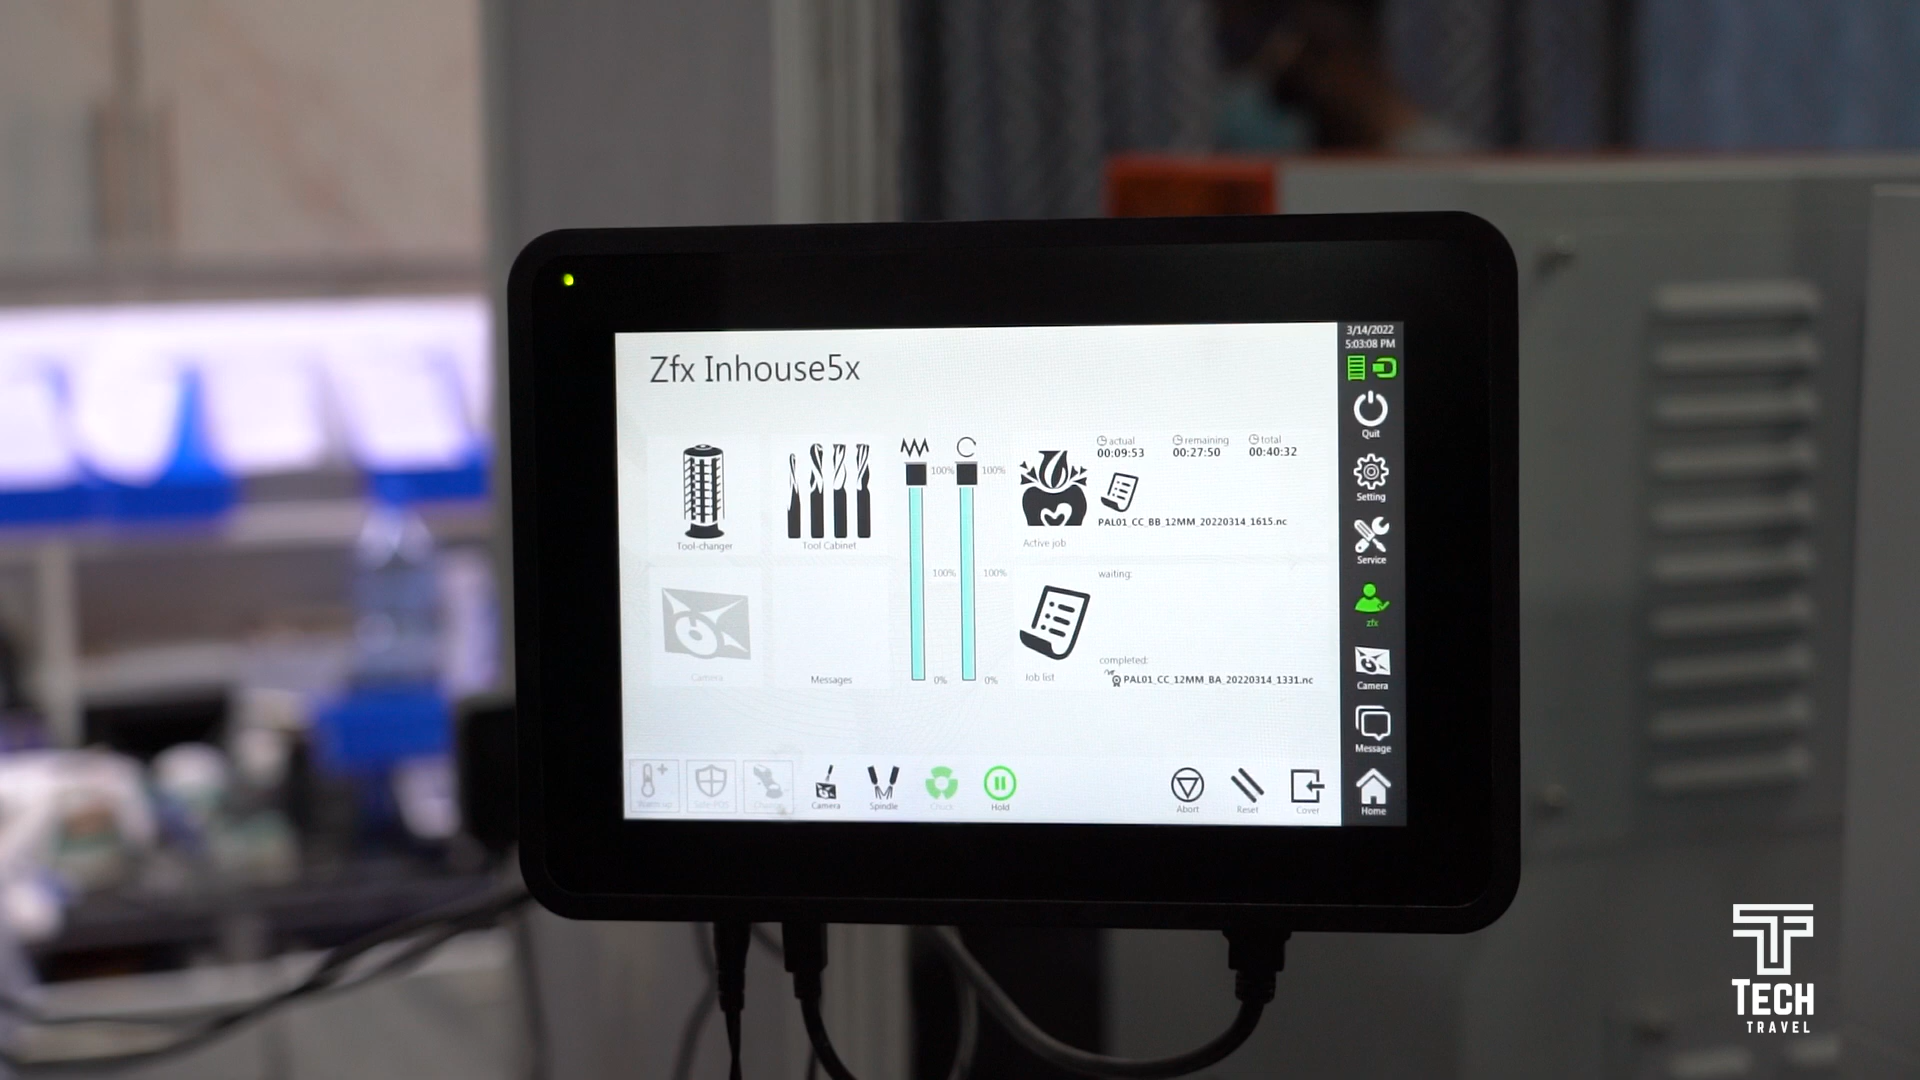 3/14/2022
5:03:08 PM
Zfx Inhouse5x
Quit
Setting
Service
zfx
Camera
Message
Home
Tool-changer
Tool Cabinet
100%
100%
100%
100%
0%
0%
actual
remaining
total
00:09:53
00:27:50
00:40:32
PAL01_CC_BB_12MM_20220314_1615.nc
Active job
Camera
Messages
waiting:
completed:
PAL01_CC_12MM_BA_20220314_1331.nc
Job list
Camera
Spindle
Chuck
Hold
Abort
Reset
Cover
TECH
TRAVEL